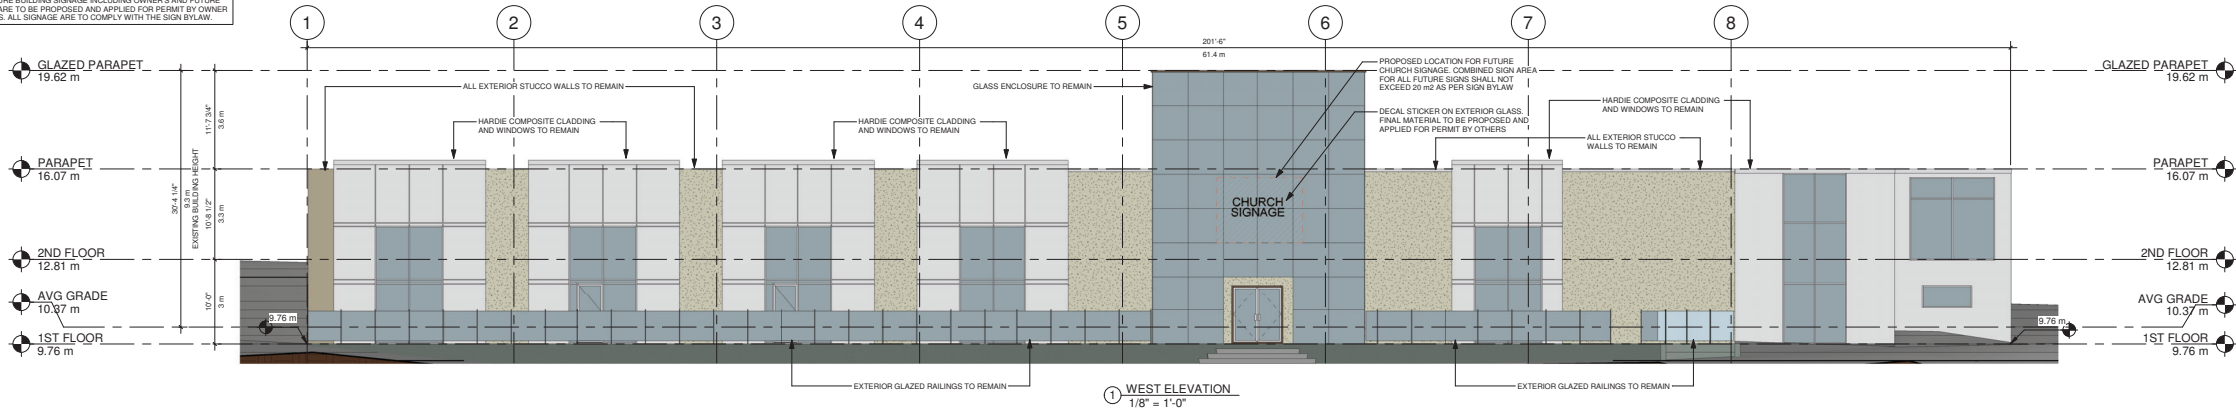 URE BUILDING SIGNAGE INCLUDING OWNERS AND FUTURE
ARE TO BE PROPOSED AND APPLIED FOR PERMIT BY OWNER
S. ALL SIGNAGE ARE TO COMPLY WITH THE SIGN BYLAW.
1 2 3 4 5 6 7 8
201'-6"
61.4 m
GLAZED PARAPET
19.62 m
PARAPET
16.07 m
2ND FLOOR
12.81 m
AVG GRADE
10.37 m
1ST FLOOR
9.76 m
30'-4 1/4"
9.3 m
EXISTING BUILDING HEIGHT
11'-7 3/4"
3.6 m
10'-8 1/2"
3.3 m
10'-0"
3 m
9.76 m
ALL EXTERIOR STUCCO WALLS TO REMAIN
HARDIE COMPOSITE CLADDING
AND WINDOWS TO REMAIN
HARDIE COMPOSITE CLADDING
AND WINDOWS TO REMAIN
GLASS ENCLOSURE TO REMAIN
PROPOSED LOCATION FOR FUTURE
CHURCH SIGNAGE. COMBINED SIGN AREA
FOR ALL FUTURE SIGNS SHALL NOT
EXCEED 20 m2 AS PER SIGN BYLAW
DECAL STICKER ON EXTERIOR GLASS.
FINAL MATERIAL TO BE PROPOSED AND
APPLIED FOR PERMIT BY OTHERS
HARDIE COMPOSITE CLADDING
AND WINDOWS TO REMAIN
ALL EXTERIOR STUCCO
WALLS TO REMAIN
CHURCH
SIGNAGE
GLAZED PARAPET
19.62 m
PARAPET
16.07 m
2ND FLOOR
12.81 m
AVG GRADE
10.37 m
1ST FLOOR
9.76 m
9.76 m
EXTERIOR GLAZED RAILINGS TO REMAIN
EXTERIOR GLAZED RAILINGS TO REMAIN
1 WEST ELEVATION
1/8" = 1'-0"